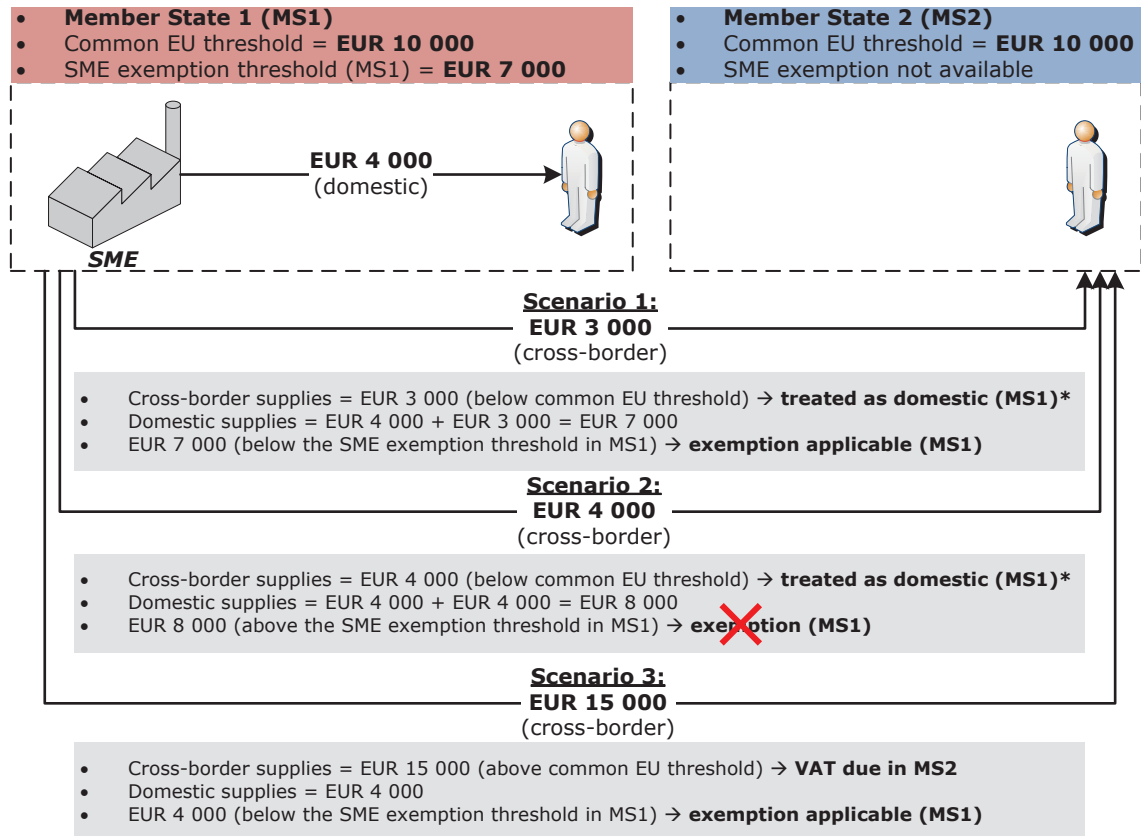 • Member State 1 (MS1)
• Common EU threshold = EUR 10 000
• SME exemption threshold (MS1) = EUR 7 000
• Member State 2 (MS2)
• Common EU threshold = EUR 10 000
• SME exemption not available
EUR 4 000
(domestic)
SME
Scenario 1:
EUR 3 000
(cross-border)
• Cross-border supplies = EUR 3 000 (below common EU threshold) → treated as domestic (MS1)*
• Domestic supplies = EUR 4 000 + EUR 3 000 = EUR 7 000
• EUR 7 000 (below the SME exemption threshold in MS1) → exemption applicable (MS1)
Scenario 2:
EUR 4 000
(cross-border)
• Cross-border supplies = EUR 4 000 (below common EU threshold) → treated as domestic (MS1)*
• Domestic supplies = EUR 4 000 + EUR 4 000 = EUR 8 000
• EUR 8 000 (above the SME exemption threshold in MS1) → exemption (MS1)
Scenario 3:
EUR 15 000
(cross-border)
• Cross-border supplies = EUR 15 000 (above common EU threshold) → VAT due in MS2
• Domestic supplies = EUR 4 000
• EUR 4 000 (below the SME exemption threshold in MS1) → exemption applicable (MS1)